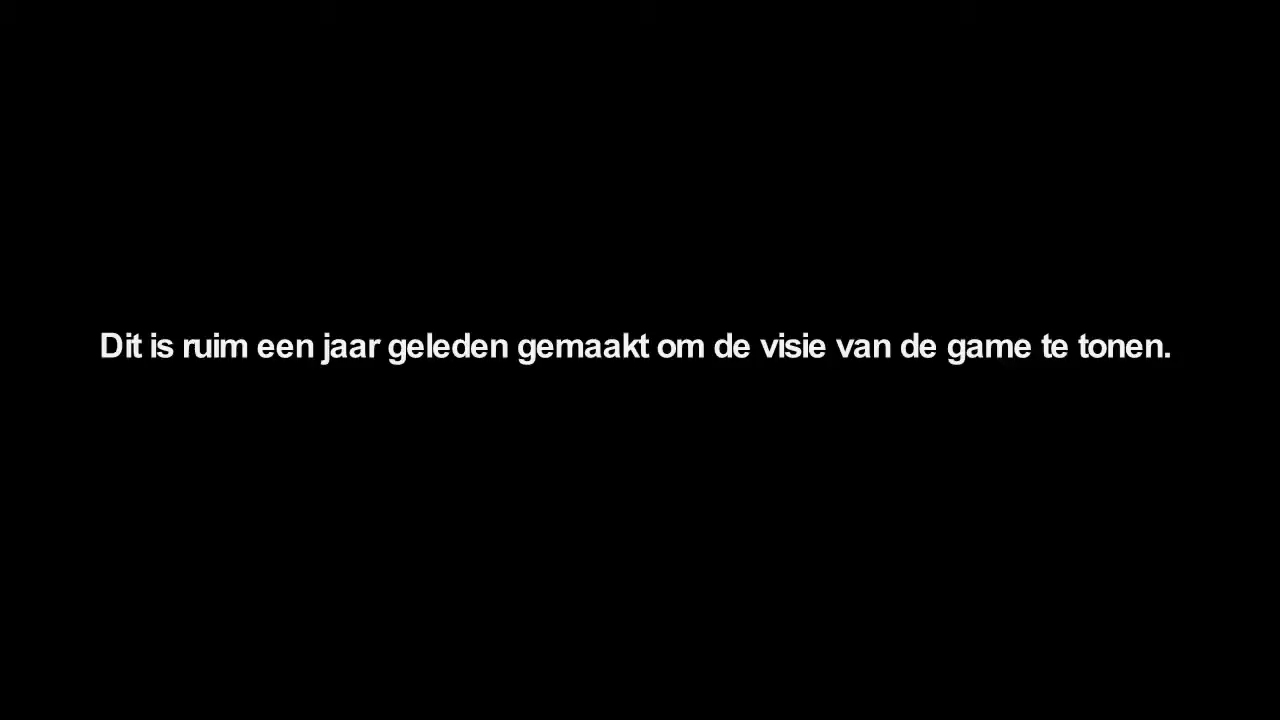 Dit is ruim een jaar geleden gemaakt om de visie van de game te tonen.